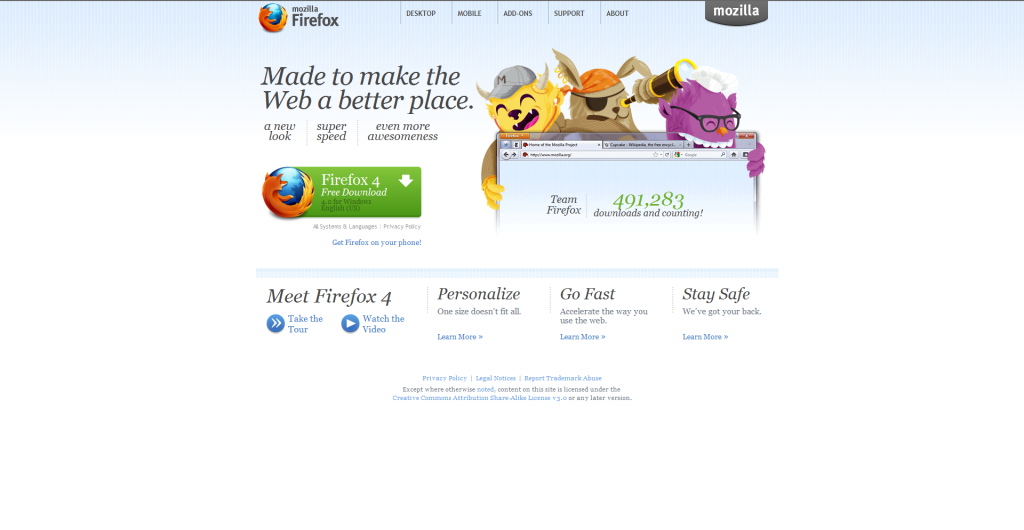 mozilla
Firefox
DESKTOP
MOBILE
ADD-ONS
SUPPORT
ABOUT
mozilla
Made to make the
Web a better place.
a new
look
super
speed
even more
awesomeness
M
Firefox 4
Free Download
4.0 for Windows
English (US)
All Systems & Languages | Privacy Policy
Get Firefox on your phone!
Firefox
Home of the Mozilla Project
Cupcake - Wikipedia, the free encycl...
http://www.mozilla.org/
Google
Team
Firefox
491,283
downloads and counting!
Meet Firefox 4
Take the
Tour
Watch the
Video
Personalize
One size doesn't fit all.
Learn More »
Go Fast
Accelerate the way you
use the web.
Learn More »
Stay Safe
We've got your back.
Learn More »
Privacy Policy | Legal Notices | Report Trademark Abuse
Except where otherwise noted, content on this site is licensed under the
Creative Commons Attribution Share-Alike License v3.0 or any later version.